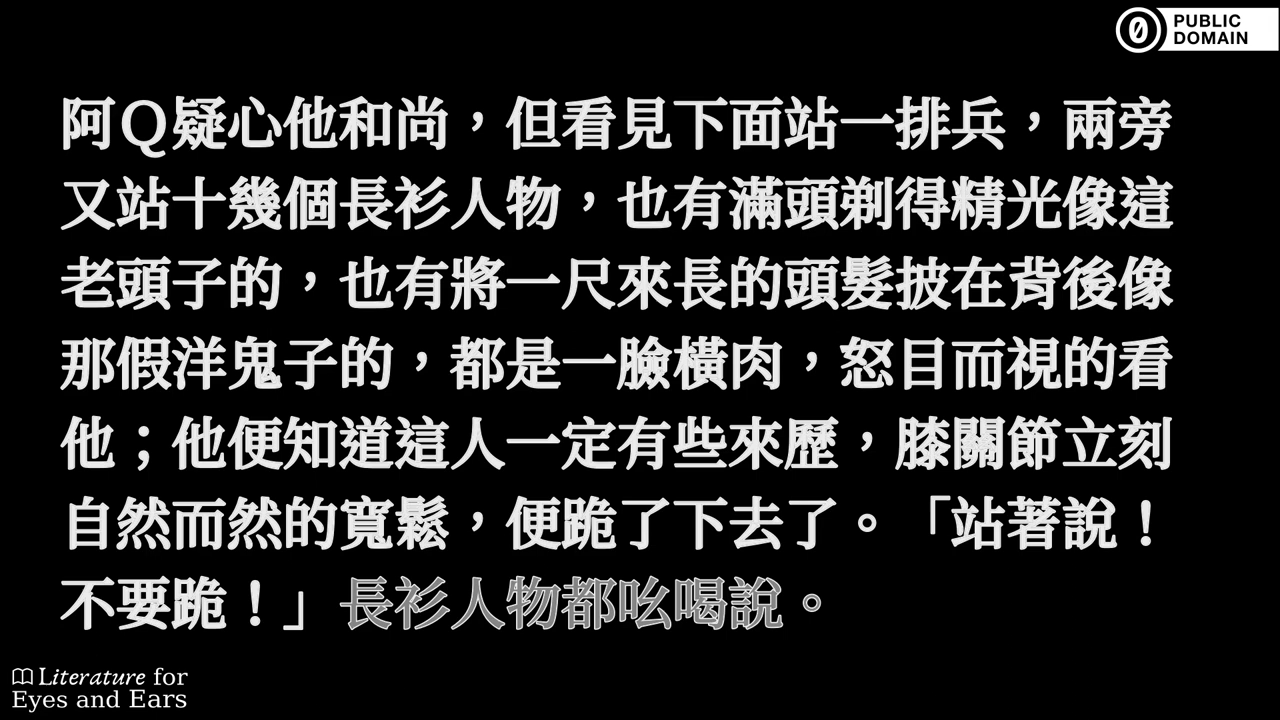 PUBLIC
DOMAIN
阿Q疑心他和尚，但看見下面站一排兵，兩旁
又站十幾個長衫人物，也有滿頭剃得精光像這
老頭子的，也有將一尺來長的頭髮披在背後像
那假洋鬼子的，都是一臉橫肉，怒目而視的看
他；他便知道這人一定有些來歷，膝關節立刻
自然而然的寬鬆，便跪了下去了。「站著說！
不要跪！」長衫人物都吆喝說。
Literature for
Eyes and Ears